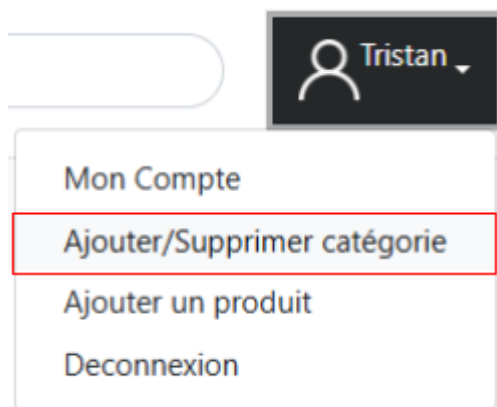 Tristan
Mon Compte
Ajouter/Supprimer catégorie
Ajouter un produit
Deconnexion